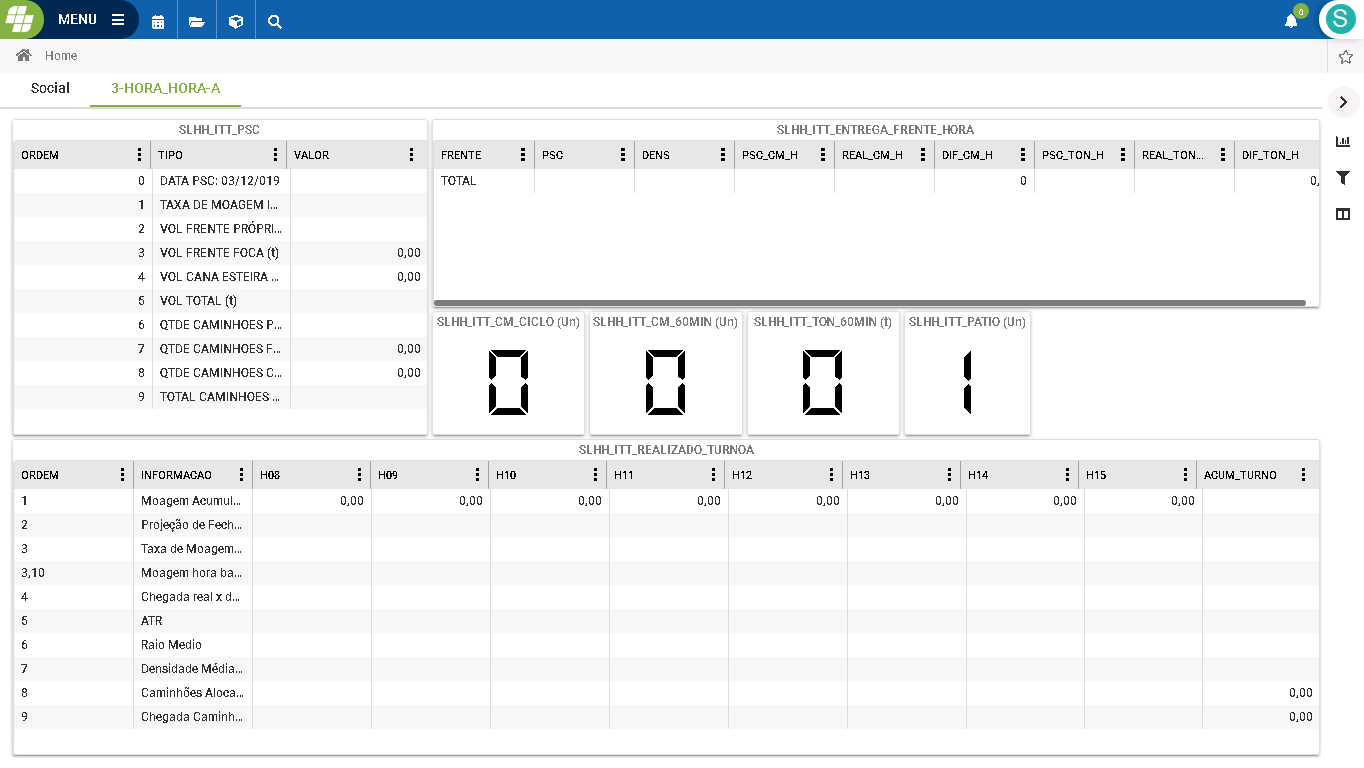 MENU
0
S
Home
Social 3-HORA_HORA-A
SLHH_ITT_PSC
ORDEM TIPO VALOR
0 DATA PSC: 03/12/019
1 TAXA DE MOAGEM I...
2 VOL FRENTE PRÓPRI...
3 VOL FRENTE FOCA (t) 0,00
4 VOL CANA ESTEIRA ... 0,00
5 VOL TOTAL (t)
6 QTDE CAMINHOES P...
7 QTDE CAMINHOES F... 0,00
8 QTDE CAMINHOES C... 0,00
9 TOTAL CAMINHOES ...
SLHH_ITT_ENTREGA_FRENTE_HORA
FRENTE PSC DENS PSC_CM_H REAL_CM_H DIF_CM_H PSC_TON_H REAL_TON... DIF_TON_H
TOTAL 0 0,
SLHH_ITT_CM_CICLO (Un)
0
SLHH_ITT_CM_60MIN (Un)
0
SLHH_ITT_TON_60MIN (t)
0
SLHH_ITT_PATIO (Un)
1
SLHH_ITT_REALIZADO_TURNOA
ORDEM INFORMACAO H08 H09 H10 H11 H12 H13 H14 H15 ACUM_TURNO
1 Moagem Acumul... 0,00 0,00 0,00 0,00 0,00 0,00 0,00 0,00
2 Projeção de Fech...
3 Taxa de Moagem...
3,10 Moagem hora ba...
4 Chegada real x d...
5 ATR
6 Raio Medio
7 Densidade Média...
8 Caminhões Aloca... 0,00
9 Chegada Caminh... 0,00